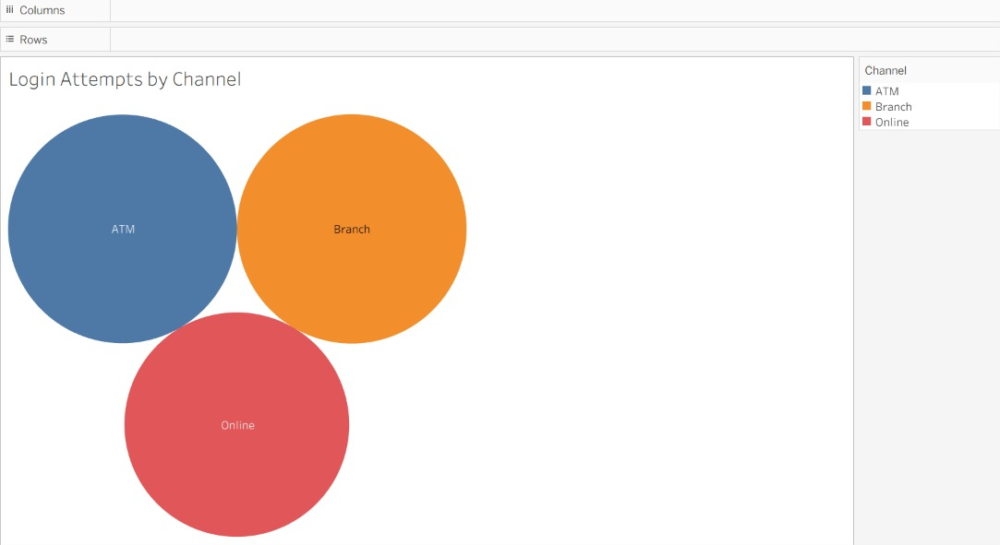 Columns
Rows
Login Attempts by Channel
Channel
ATM
Branch
Online
ATM
Branch
Online